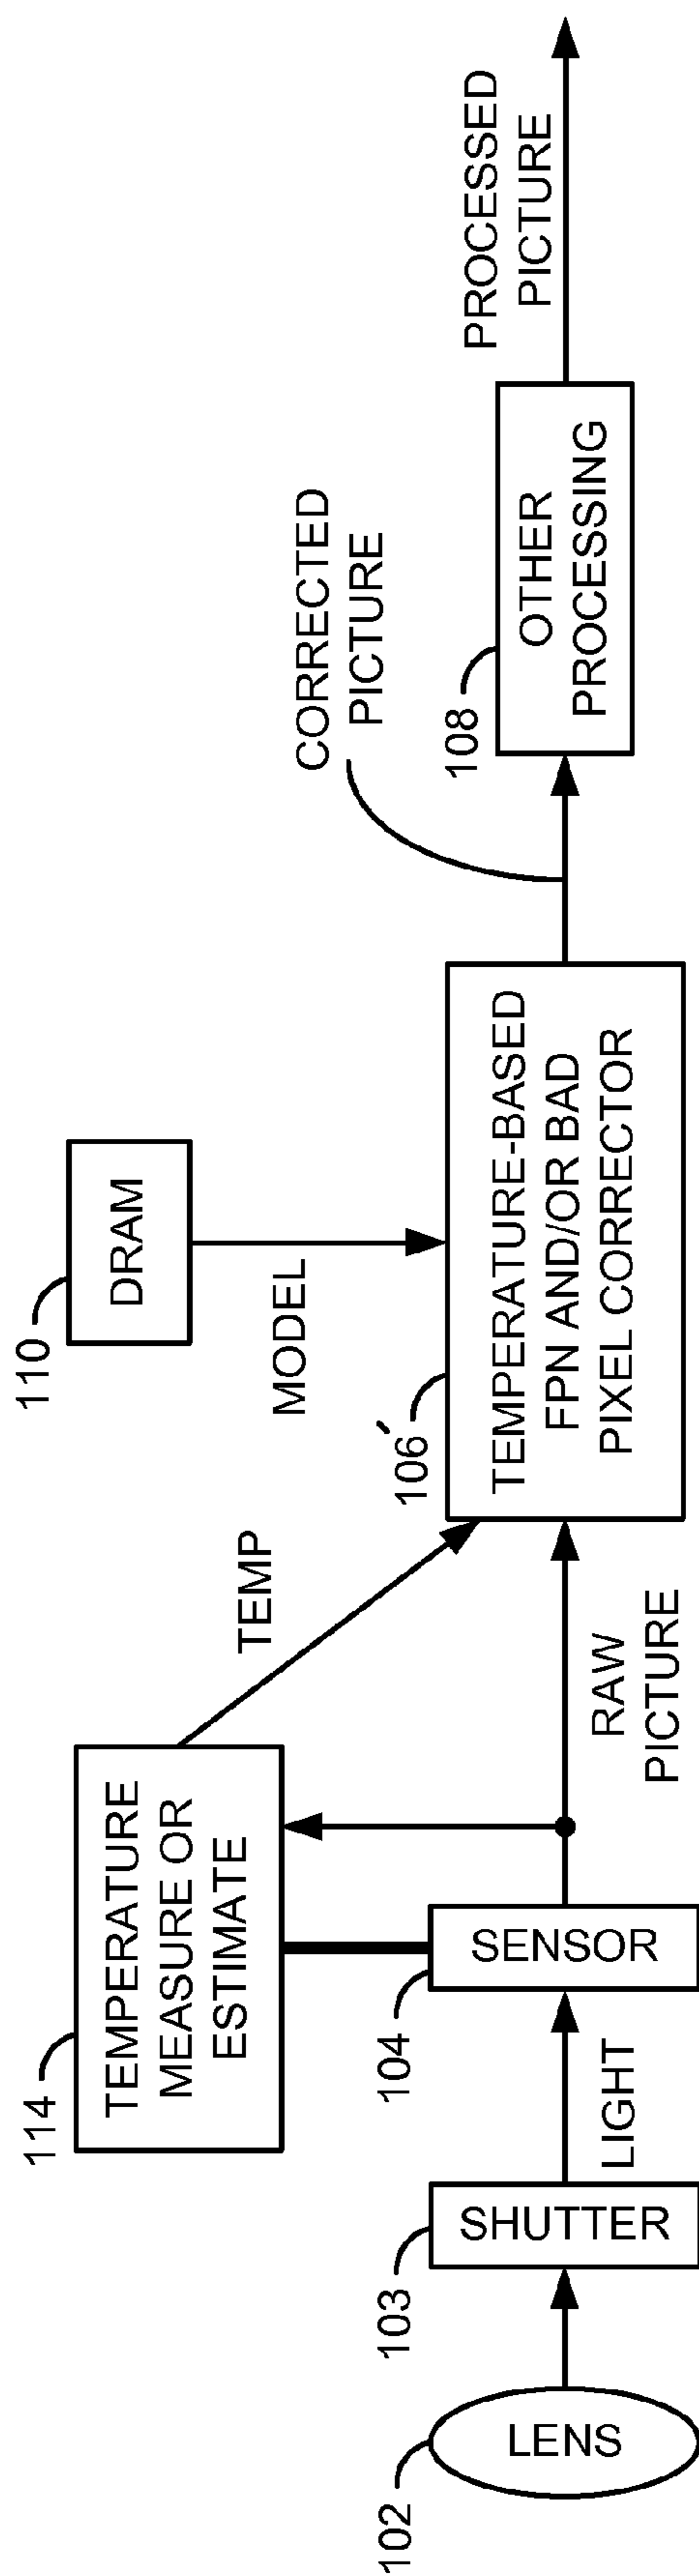 110
DRAM
MODEL
114
TEMPERATURE
MEASURE OR
ESTIMATE
TEMP
CORRECTED
PICTURE
PROCESSED
PICTURE
102
LENS
103
SHUTTER
LIGHT
104
SENSOR
RAW
PICTURE
106'
TEMPERATURE-BASED
FPN AND/OR BAD
PIXEL CORRECTOR
108
OTHER
PROCESSING